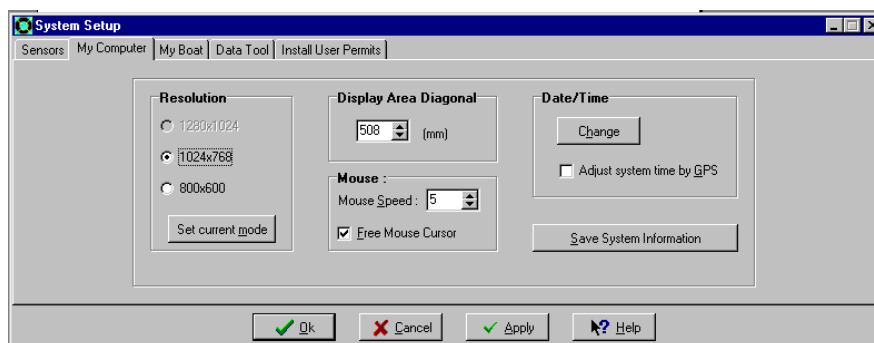 System Setup
Sensors My Computer My Boat Data Tool Install User Permits
Resolution
1280x1024
1024x768
800x600
Set current mode
Display Area Diagonal
508 (mm)
Mouse :
Mouse Speed : 5
Free Mouse Cursor
Date/Time
Change
Adjust system time by GPS
Save System Information
Ok Cancel Apply Help